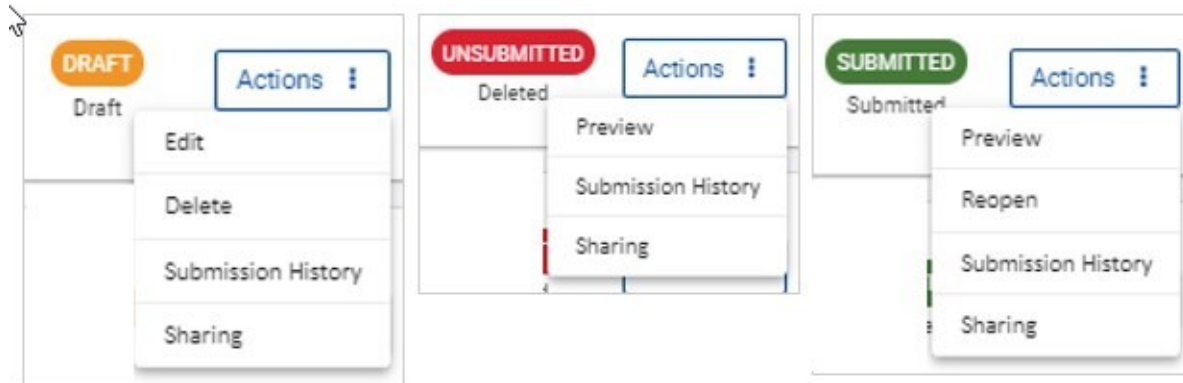 DRAFT
Draft
Actions
Edit
Delete
Submission History
Sharing
UNSUBMITTED
Deleted
Actions
Preview
Submission History
Sharing
SUBMITTED
Submitted
Actions
Preview
Reopen
Submission History
Sharing